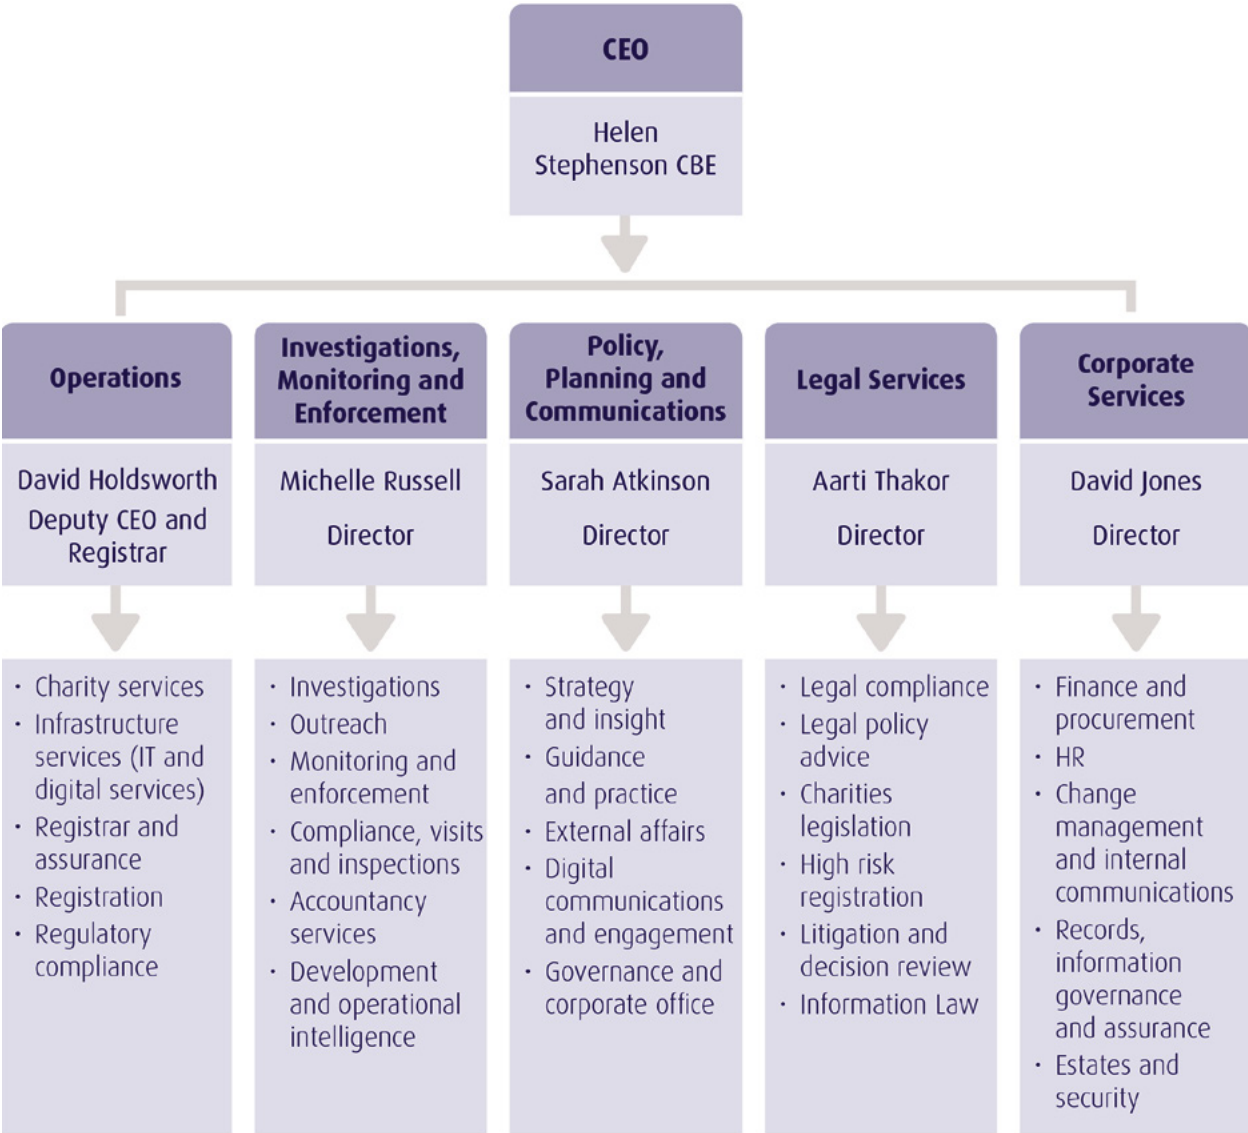 CEO
Helen
Stephenson CBE
Operations
David Holdsworth
Deputy CEO and
Registrar
· Charity services
· Infrastructure
services (IT and
digital services)
· Registrar and
assurance
· Registration
· Regulatory
compliance
Investigations,
Monitoring and
Enforcement
Michelle Russell
Director
· Investigations
· Outreach
· Monitoring and
enforcement
· Compliance, visits
and inspections
· Accountancy
services
· Development
and operational
intelligence
Policy,
Planning and
Communications
Sarah Atkinson
Director
· Strategy
and insight
· Guidance
and practice
· External affairs
· Digital
communications
and engagement
· Governance and
corporate office
Legal Services
Aarti Thakor
Director
· Legal compliance
· Legal policy
advice
· Charities
legislation
· High risk
registration
· Litigation and
decision review
· Information Law
Corporate
Services
David Jones
Director
· Finance and
procurement
· HR
· Change
management
and internal
communications
· Records,
information
governance
and assurance
· Estates and
security